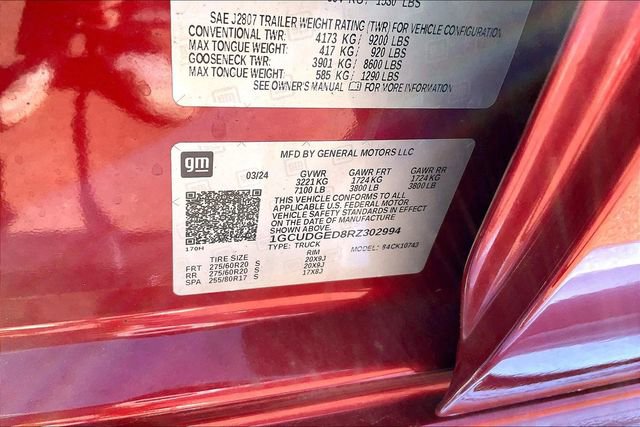 SAE J2807 TRAILER WEIGHT RATING (TWR) FOR VEHICLE CONFIGURATION
CONVENTIONAL TWR: 4173 KG/ 9200 LBS
MAX TONGUE WEIGHT: 417 KG/ 920 LBS
GOOSENECK TWR: 3901 KG/ 8600 LBS
MAX TONGUE WEIGHT: 585 KG/ 1290 LBS
SEE OWNER'S MANUAL FOR MORE INFORMATION
gm
MFD BY GENERAL MOTORS LLC
03/24 GVWR GAWR FRT GAWR RR
3221 KG 1724 KG 1724 KG
7100 LB 3800 LB 3800 LB
THIS VEHICLE CONFORMS TO ALL
APPLICABLE U.S. FEDERAL MOTOR
VEHICLE SAFETY STANDARDS IN EFFECT
ON THE DATE OF MANUFACTURE
SHOWN ABOVE.
1GCUDGED8RZ302994
170H TYPE: TRUCK MODEL:
TIRE SIZE RIM
FRT 275/60R20 S 20X9J
RR 275/60R20 S 20X9J
SPA 255/80R17 S 17X8J